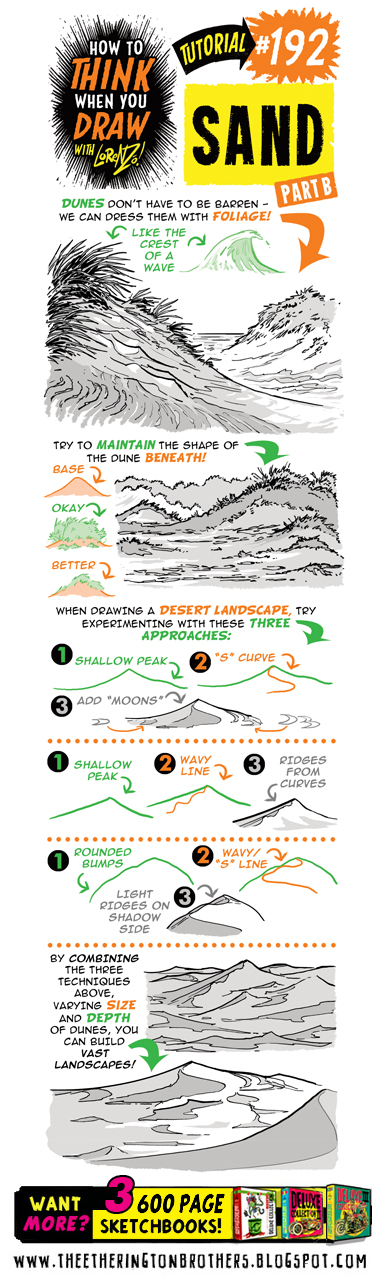 HOW TO
THINK
WHEN YOU
DRAW
WITH LORENZO!
TUTORIAL
#192
SAND
PART B
DUNES DON'T HAVE TO BE BARREN –
WE CAN DRESS THEM WITH FOLIAGE!
LIKE THE
CREST
OF A
WAVE
TRY TO MAINTAIN THE SHAPE OF
THE DUNE BENEATH!
BASE
OKAY
BETTER
WHEN DRAWING A DESERT LANDSCAPE, TRY
EXPERIMENTING WITH THESE THREE
APPROACHES:
1 SHALLOW PEAK
2 "S" CURVE
3 ADD "MOONS"
1 SHALLOW
PEAK
2 WAVY
LINE
3 RIDGES
FROM
CURVES
1 ROUNDED
BUMPS
2 WAVY/
"S" LINE
3 LIGHT
RIDGES ON
SHADOW
SIDE
BY COMBINING
THE THREE
TECHNIQUES
ABOVE,
VARYING SIZE
AND DEPTH
OF DUNES, YOU
CAN BUILD
VAST
LANDSCAPES!
WANT
MORE?
3 600 PAGE
SKETCHBOOKS!
DELUXE
WWW.THEETHERINGTONBROTHERS.BLOGSPOT.COM